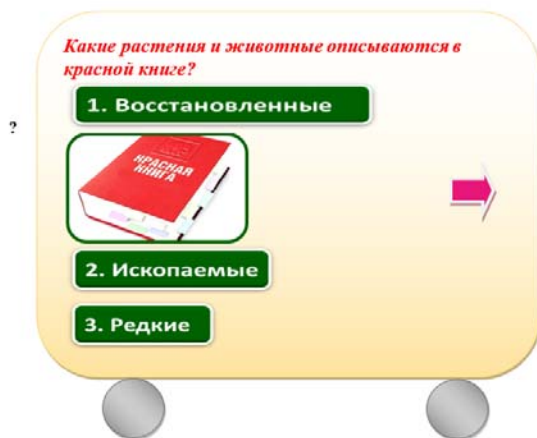 Какие растения и животные описываются в
красной книге?
1. Восстановленные
?
КРАСНАЯ
КНИГА
2. Ископаемые
3. Редкие